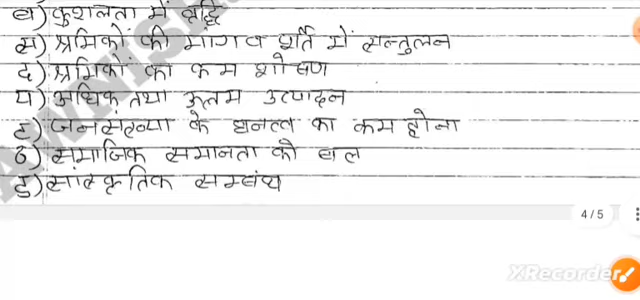 ब) कुशलता में वृद्धि
स) श्रमिकों की मांग व पूर्ति में सन्तुलन
द) श्रमिकों का कम शोषण
य) अधिक तथा उत्तम उत्पादन
ट) जनसंख्या के घनत्व का कम होना
ठ) समाजिक समानता को बल
ड) सांस्कृतिक सम्बंध
4/5
XRecorder